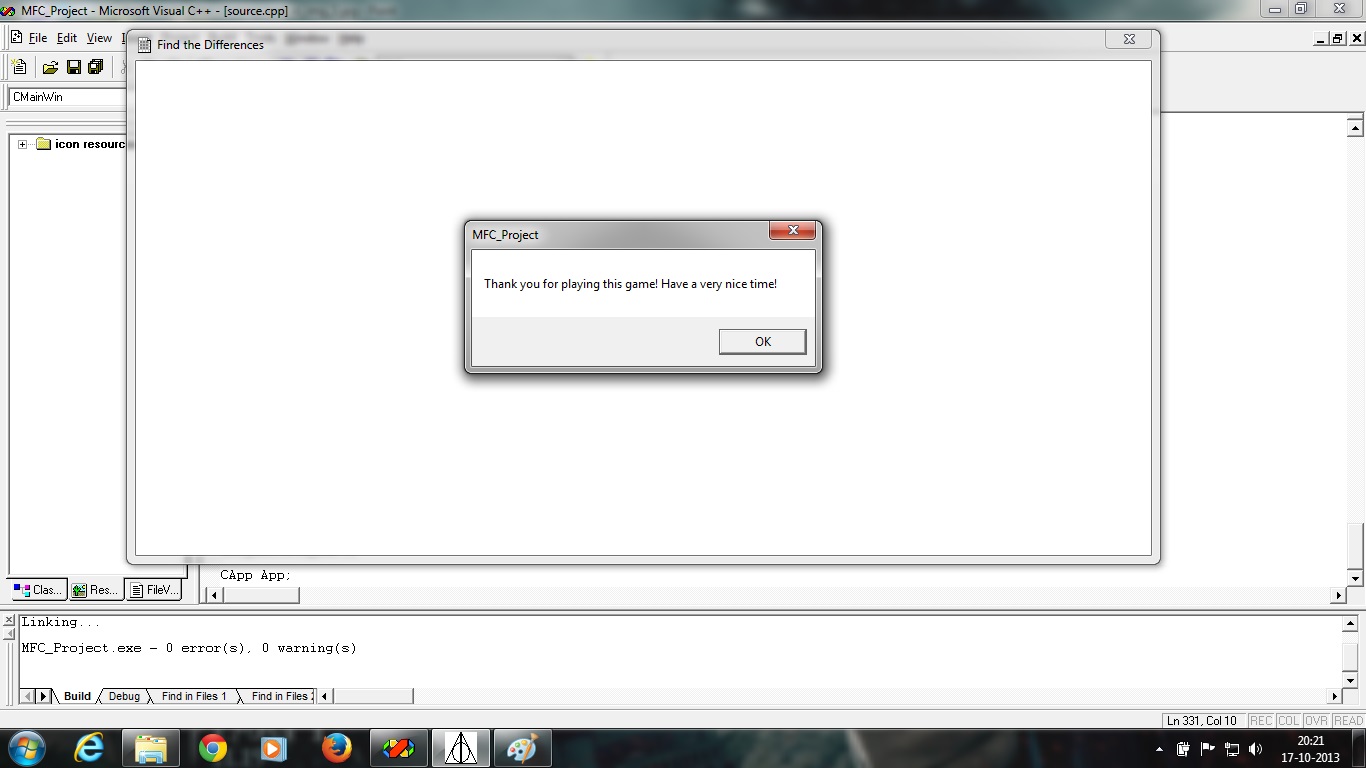 MFC_Project - Microsoft Visual C++ - [source.cpp]
File Edit View
Find the Differences
CMainWin
icon resourc
MFC_Project
Thank you for playing this game! Have a very nice time!
OK
CApp App;
Clas... Res... FileV...
Linking...
MFC_Project.exe - 0 error(s), 0 warning(s)
Build Debug Find in Files 1 Find in Files
Ln 331, Col 10 REC COL OVR READ
20:21
17-10-2013